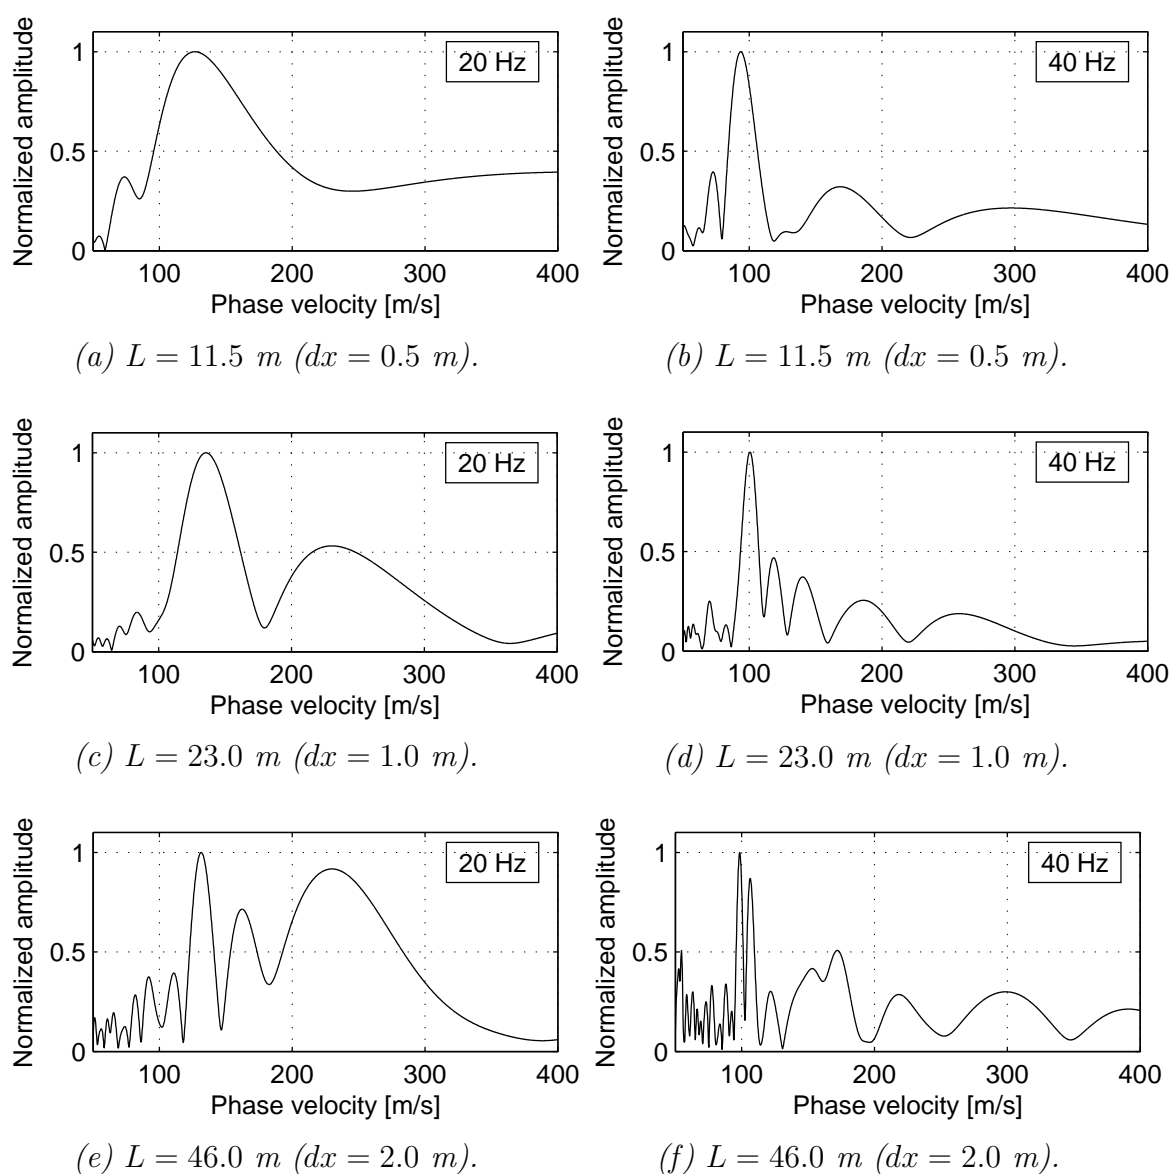 Normalized amplitude
1
0.5
0
20 Hz
100 200 300 400
Phase velocity [m/s]
(a) L = 11.5 m (dx = 0.5 m).
Normalized amplitude
1
0.5
0
40 Hz
100 200 300 400
Phase velocity [m/s]
(b) L = 11.5 m (dx = 0.5 m).
Normalized amplitude
1
0.5
0
20 Hz
100 200 300 400
Phase velocity [m/s]
(c) L = 23.0 m (dx = 1.0 m).
Normalized amplitude
1
0.5
0
40 Hz
100 200 300 400
Phase velocity [m/s]
(d) L = 23.0 m (dx = 1.0 m).
Normalized amplitude
1
0.5
0
20 Hz
100 200 300 400
Phase velocity [m/s]
(e) L = 46.0 m (dx = 2.0 m).
Normalized amplitude
1
0.5
0
40 Hz
100 200 300 400
Phase velocity [m/s]
(f) L = 46.0 m (dx = 2.0 m).